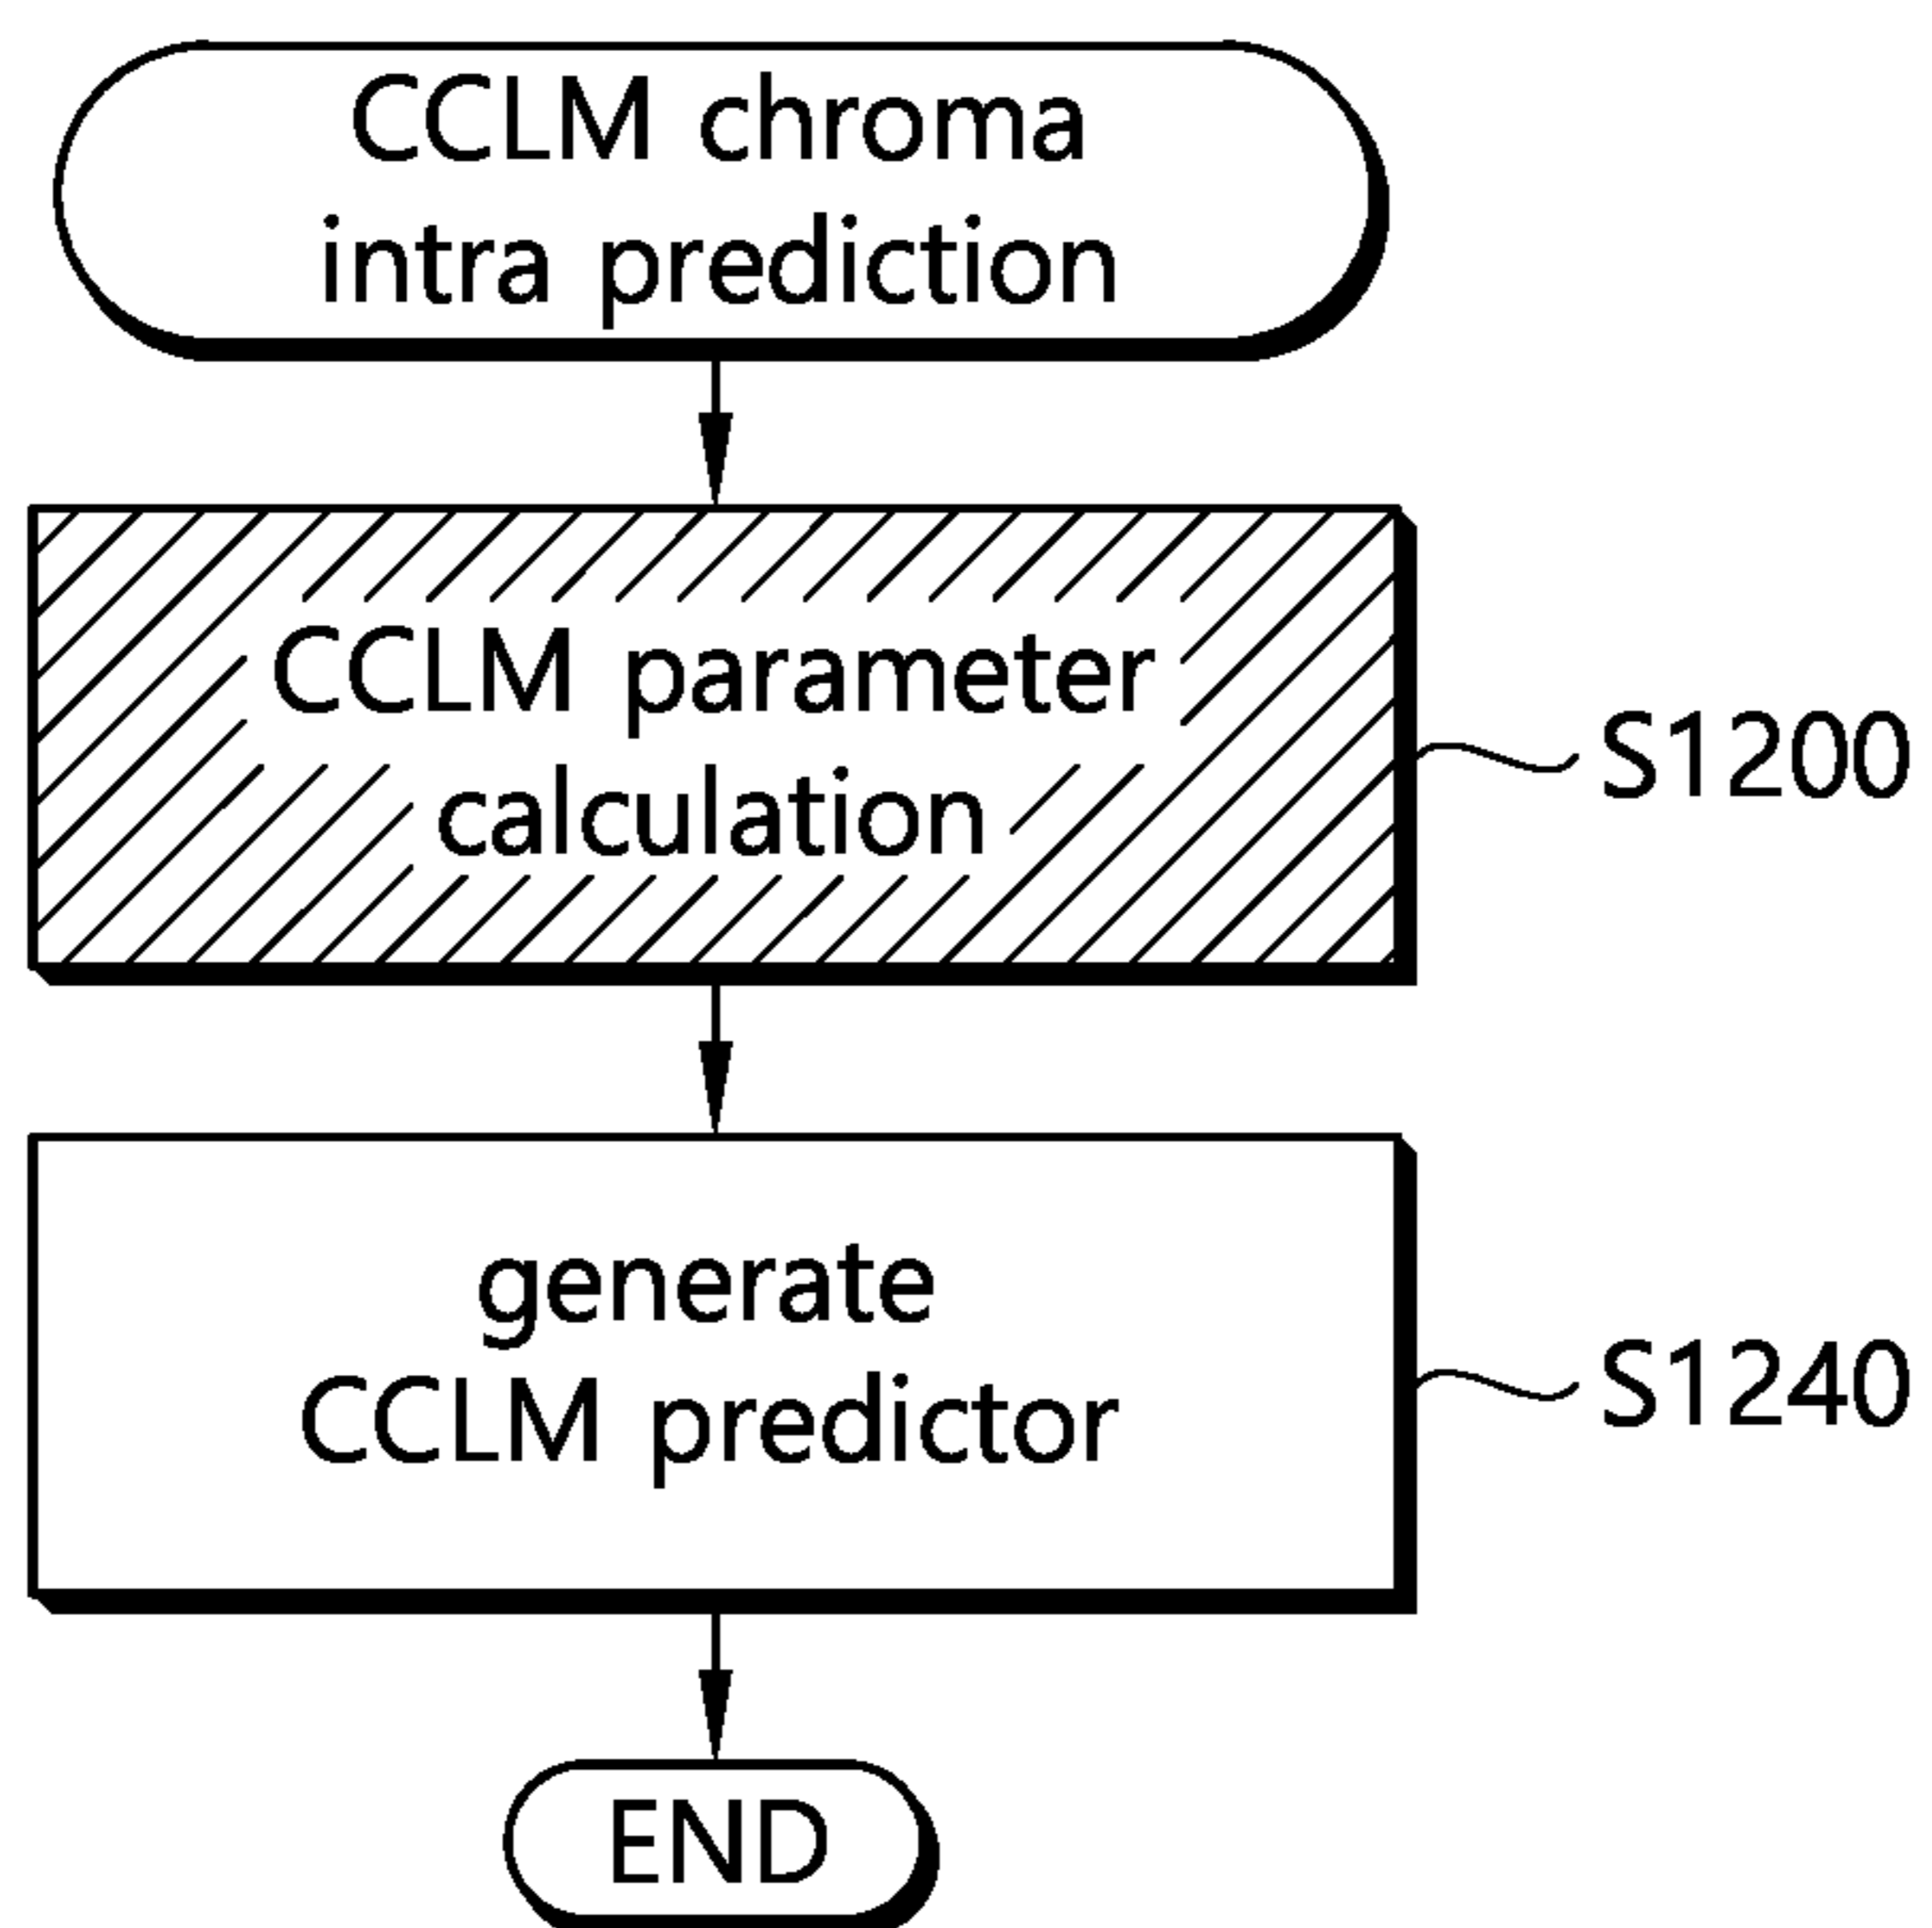 CCLM chroma
intra prediction
CCLM parameter
calculation
S1200
generate
CCLM predictor
S1240
END